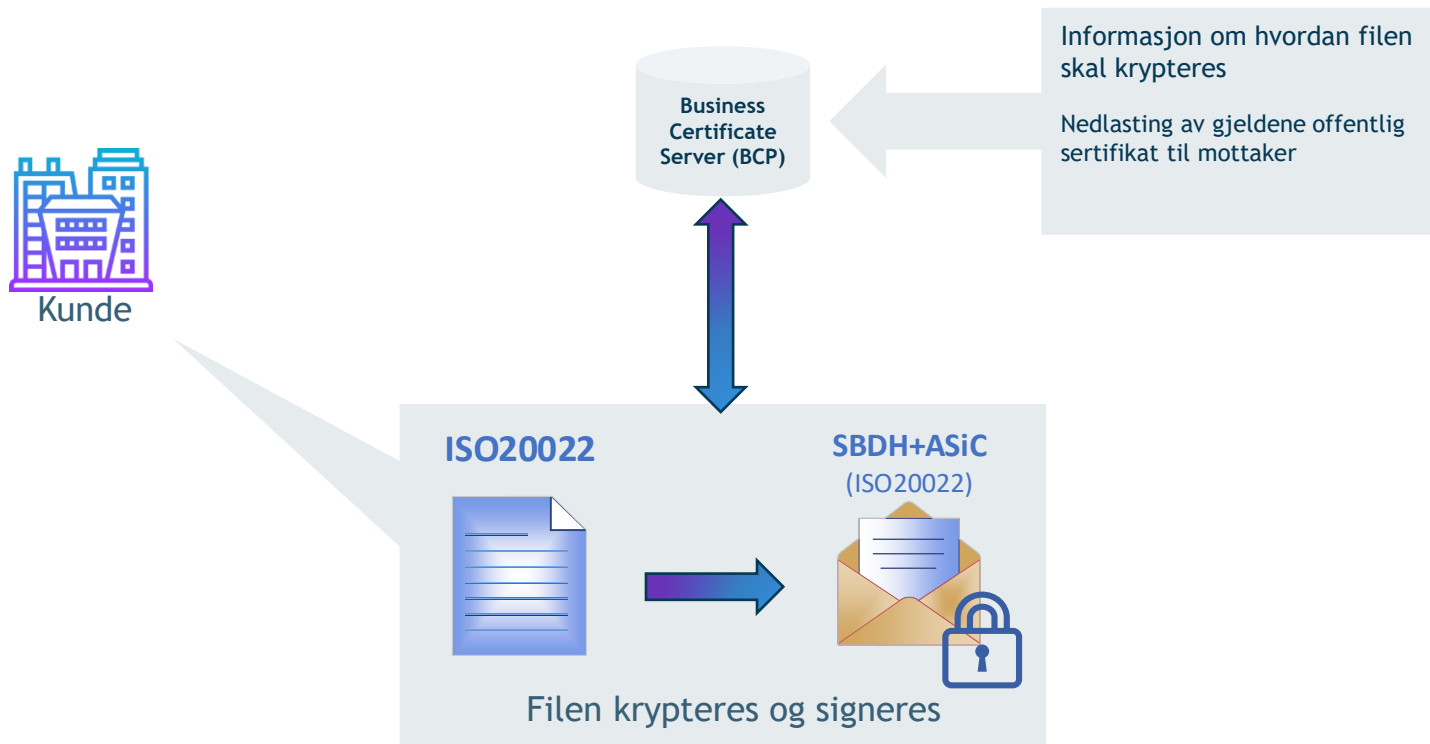 Informasjon om hvordan filen
skal krypteres
Nedlasting av gjeldene offentlig
sertifikat til mottaker
Business
Certificate
Server (BCP)
Kunde
ISO20022
SBDH+ASiC
(ISO20022)
Filen krypteres og signeres